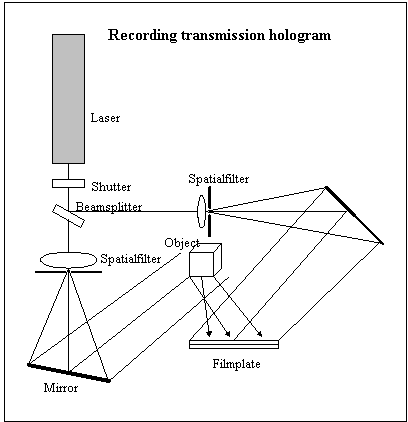 Recording transmission hologram
Laser
Shutter
Spatialfilter
Beamsplitter
Object
Spatialfilter
Filmplate
Mirror